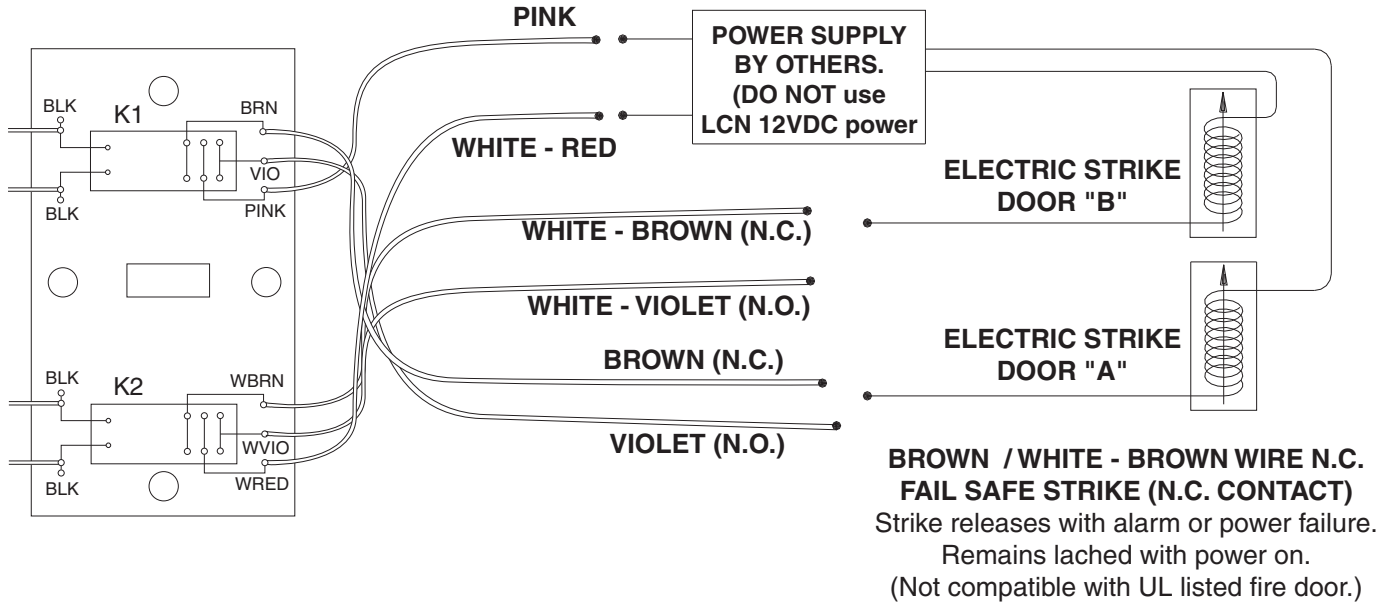 PINK
POWER SUPPLY
BY OTHERS.
(DO NOT use
LCN 12VDC power
BLK
K1
BRN
VIO
PINK
BLK
WHITE - RED
ELECTRIC STRIKE
DOOR "B"
WHITE - BROWN (N.C.)
WHITE - VIOLET (N.O.)
ELECTRIC STRIKE
DOOR "A"
BROWN (N.C.)
BLK
K2
WBRN
WVIO
WRED
BLK
VIOLET (N.O.)
BROWN / WHITE - BROWN WIRE N.C.
FAIL SAFE STRIKE (N.C. CONTACT)
Strike releases with alarm or power failure.
Remains lached with power on.
(Not compatible with UL listed fire door.)